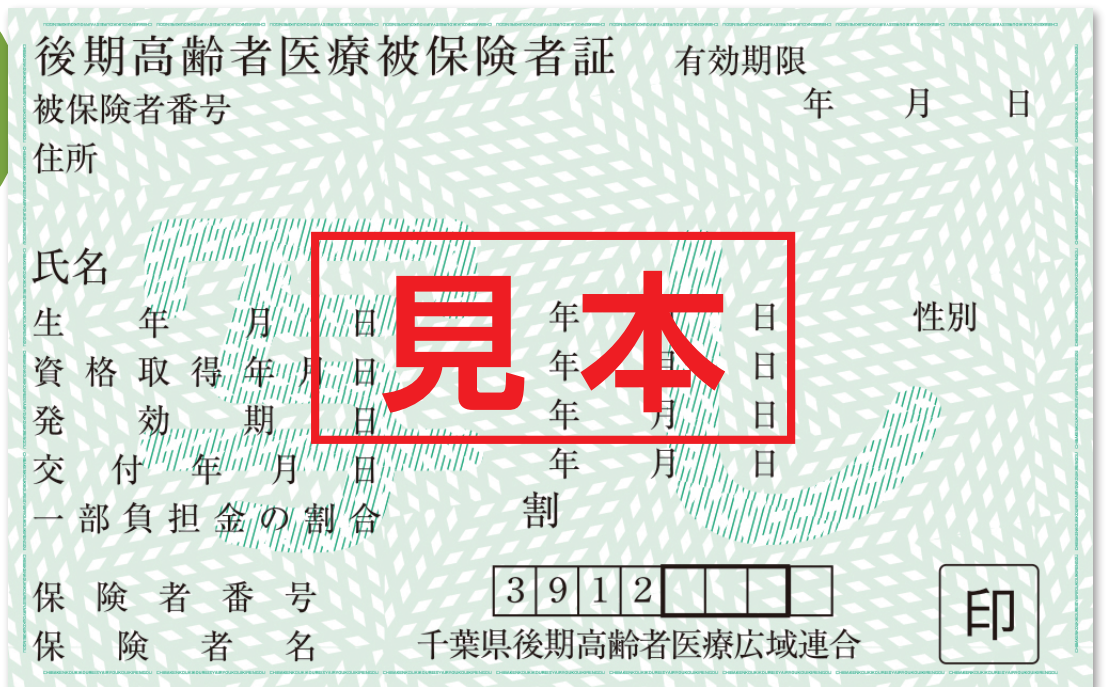 後期高齢者医療被保険者証 有効期限
被保険者番号 年 月 日
住所
氏名
見本
生年月日 年 日 性別
資格取得年月日 年 月 日
発効期日 年 月 日
交付年月日 年 月 日
一部負担金の割合 割
保険者番号 3912
保険者名 千葉県後期高齢者医療広域連合
印